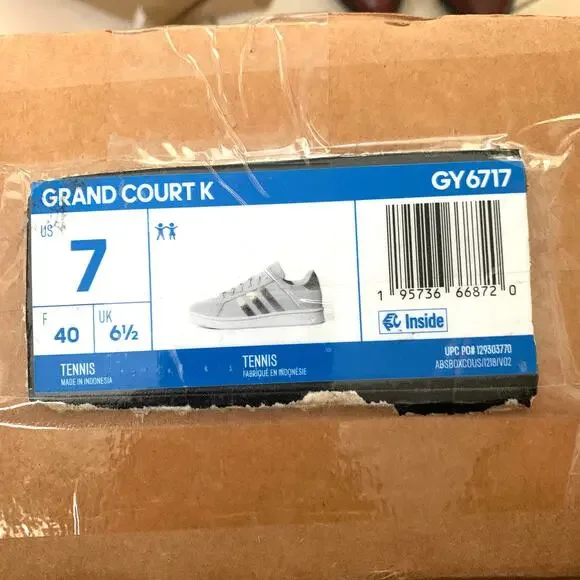 GRAND COURT K
GY6717
US
7
F
40
UK
6½
1 95736 66872 0
Inside
TENNIS
MADE IN INDONESIA
TENNIS
FABRIQUÉ EN INDONÉSIE
UPC PO# 129303770
ABSBOXCOUS/1218/V02